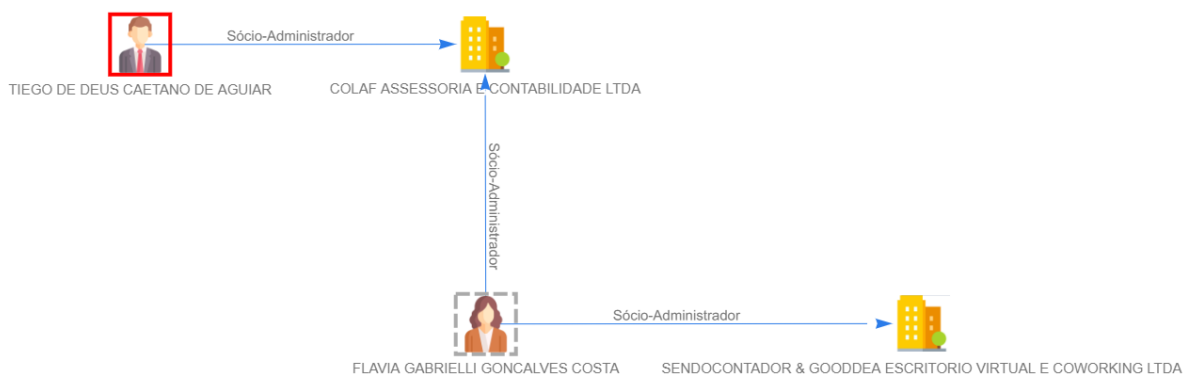 Sócio-Administrador
TIEGO DE DEUS CAETANO DE AGUIAR
COLAF ASSESSORIA E CONTABILIDADE LTDA
Sócio-Administrador
Sócio-Administrador
FLAVIA GABRIELLI GONCALVES COSTA
SENDOCONTADOR & GOODDEA ESCRITORIO VIRTUAL E COWORKING LTDA